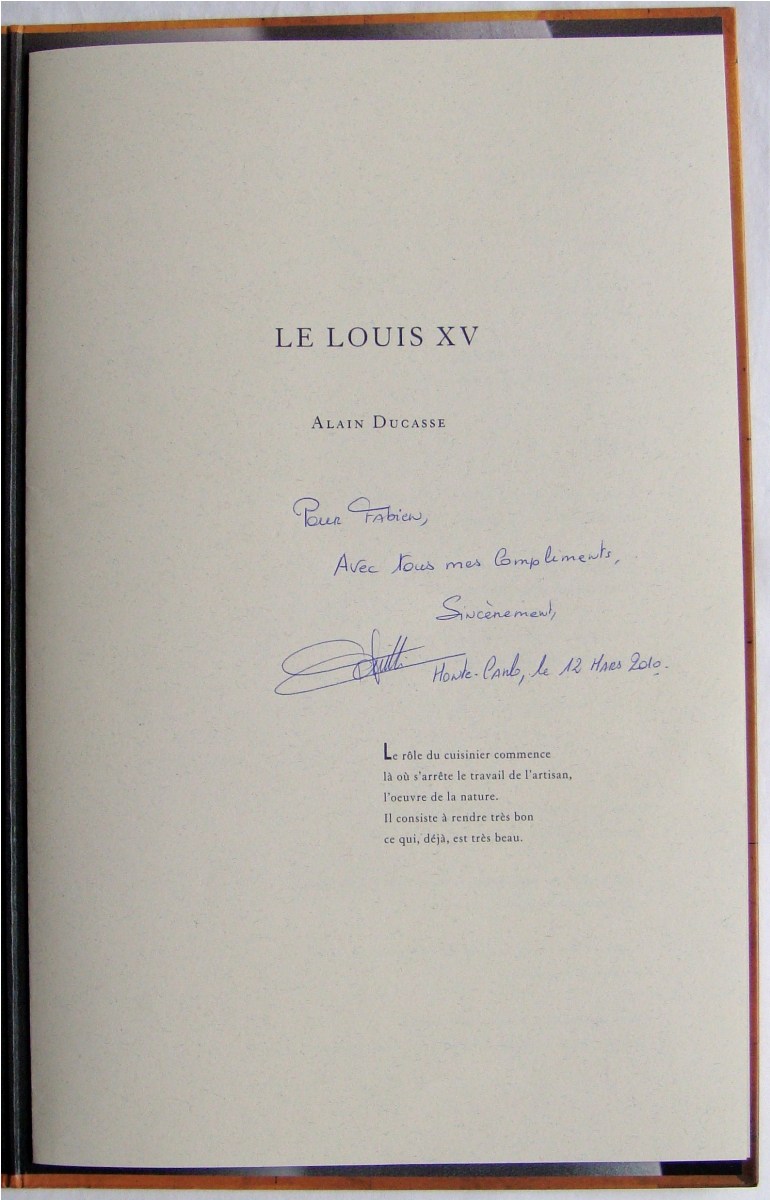 LE LOUIS XV
ALAIN DUCASSE
Pour Fabien,
Avec tous mes Compliments,
Sincèrement,
Monte-Carlo, le 12 Mars 2010.
Le rôle du cuisinier commence
là où s'arrête le travail de l'artisan,
l'oeuvre de la nature.
Il consiste à rendre très bon
ce qui, déjà, est très beau.